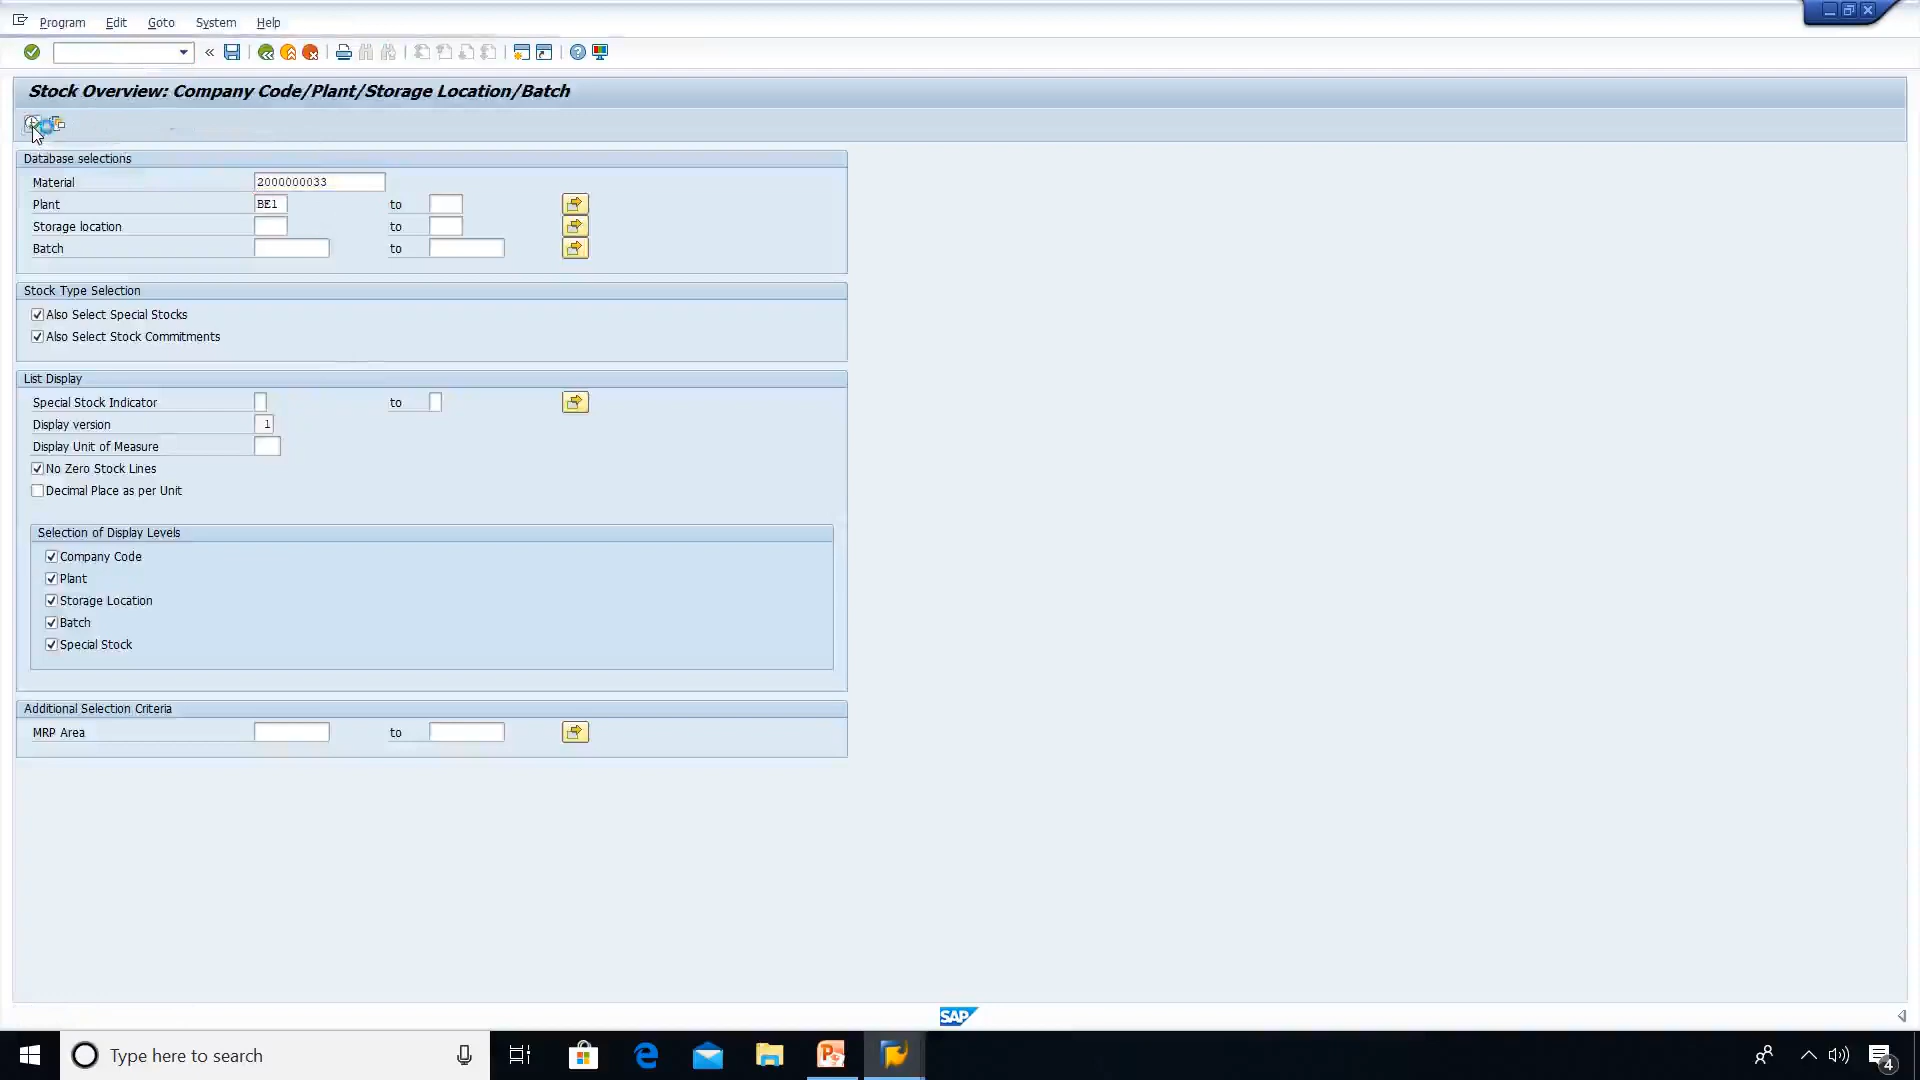 Program Edit Goto System Help
Stock Overview: Company Code/Plant/Storage Location/Batch
Database selections
Material 2000000033
Plant BE1 to
Storage location to
Batch to
Stock Type Selection
Also Select Special Stocks
Also Select Stock Commitments
List Display
Special Stock Indicator to
Display version 1
Display Unit of Measure
No Zero Stock Lines
Decimal Place as per Unit
Selection of Display Levels
Company Code
Plant
Storage Location
Batch
Special Stock
Additional Selection Criteria
MRP Area to
SAP
Type here to search
4